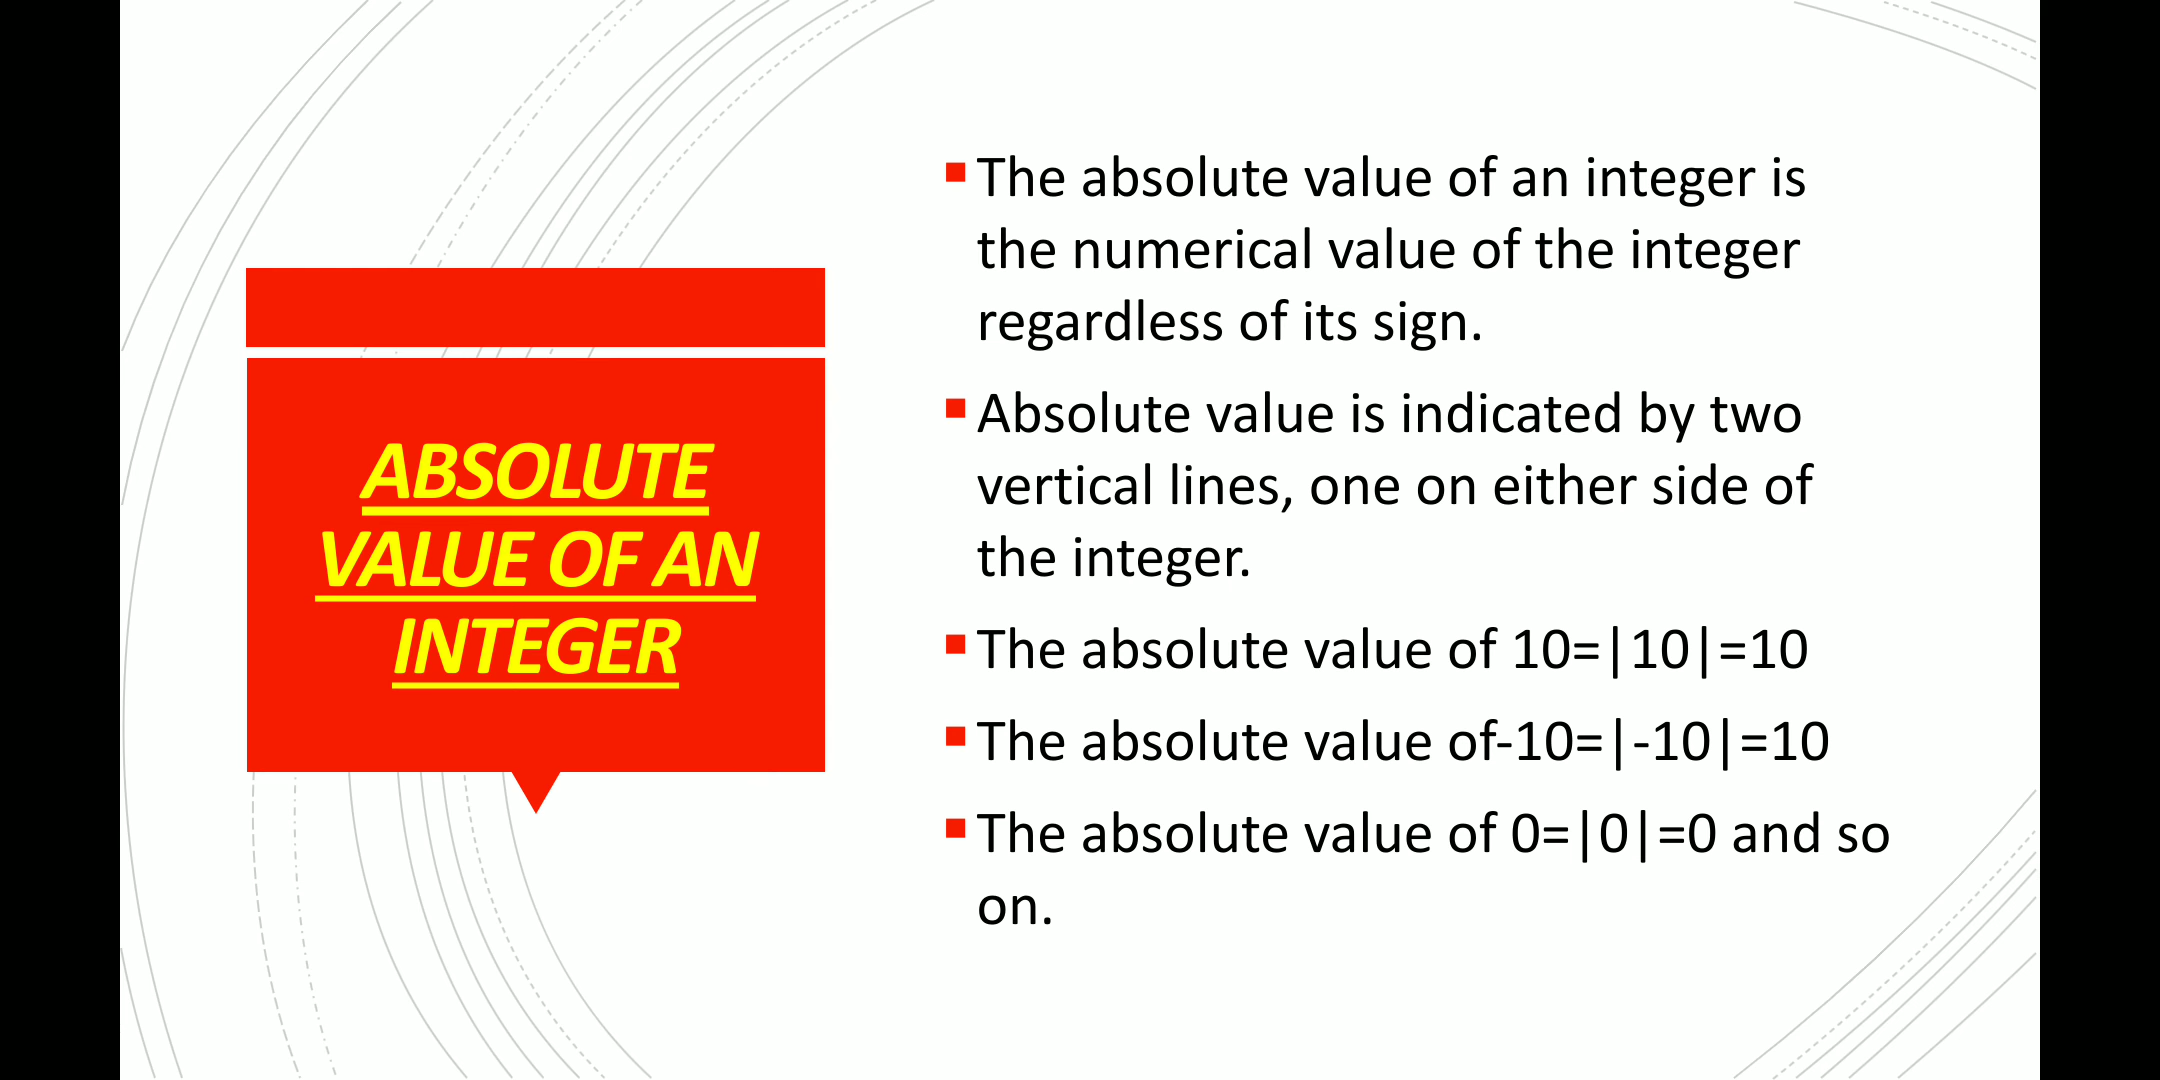 ABSOLUTE
VALUE OF AN
INTEGER
The absolute value of an integer is
the numerical value of the integer
regardless of its sign.
Absolute value is indicated by two
vertical lines, one on either side of
the integer.
The absolute value of 10=|10|=10
The absolute value of-10=|-10|=10
The absolute value of 0=|0|=0 and so
on.